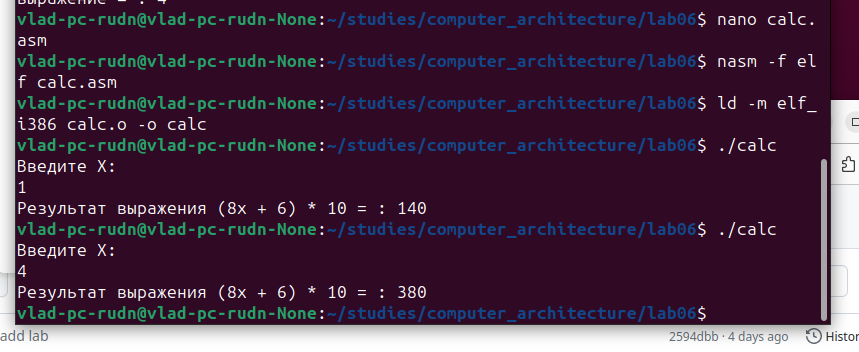 выражение = : 4
vlad-pc-rudn@vlad-pc-rudn-None:~/studies/computer_architecture/lab06$ nano calc.
asm
vlad-pc-rudn@vlad-pc-rudn-None:~/studies/computer_architecture/lab06$ nasm -f el
f calc.asm
vlad-pc-rudn@vlad-pc-rudn-None:~/studies/computer_architecture/lab06$ ld -m elf_
i386 calc.o -o calc
vlad-pc-rudn@vlad-pc-rudn-None:~/studies/computer_architecture/lab06$ ./calc
Введите X:
1
Результат выражения (8x + 6) * 10 = : 140
vlad-pc-rudn@vlad-pc-rudn-None:~/studies/computer_architecture/lab06$ ./calc
Введите X:
4
Результат выражения (8x + 6) * 10 = : 380
vlad-pc-rudn@vlad-pc-rudn-None:~/studies/computer_architecture/lab06$
add lab 2594dbb · 4 days ago Histor